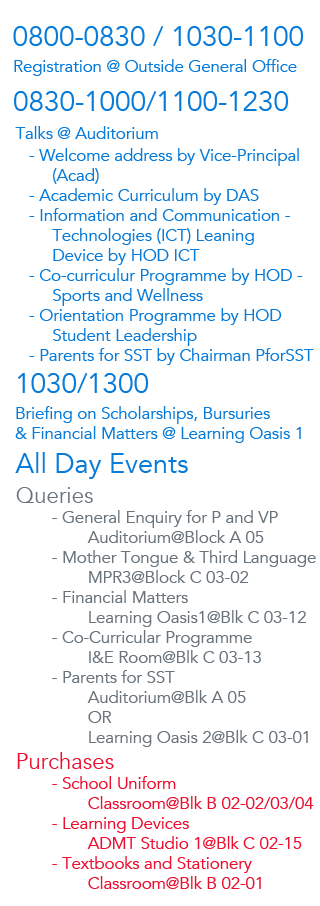 0800-0830 / 1030-1100
Registration @ Outside General Office
0830-1000/1100-1230
Talks @ Auditorium
- Welcome address by Vice-Principal
(Acad)
- Academic Curriculum by DAS
- Information and Communication -
Technologies (ICT) Leaning
Device by HOD ICT
- Co-curriculur Programme by HOD -
Sports and Wellness
- Orientation Programme by HOD
Student Leadership
- Parents for SST by Chairman PforSST
1030/1300
Briefing on Scholarships, Bursuries
& Financial Matters @ Learning Oasis 1
All Day Events
Queries
- General Enquiry for P and VP
Auditorium@Block A 05
- Mother Tongue & Third Language
MPR3@Block C 03-02
- Financial Matters
Learning Oasis1@Blk C 03-12
- Co-Curricular Programme
I&E Room@Blk C 03-13
- Parents for SST
Auditorium@Blk A 05
OR
Learning Oasis 2@Blk C 03-01
Purchases
- School Uniform
Classroom@Blk B 02-02/03/04
- Learning Devices
ADMT Studio 1@Blk C 02-15
- Textbooks and Stationery
Classroom@Blk B 02-01